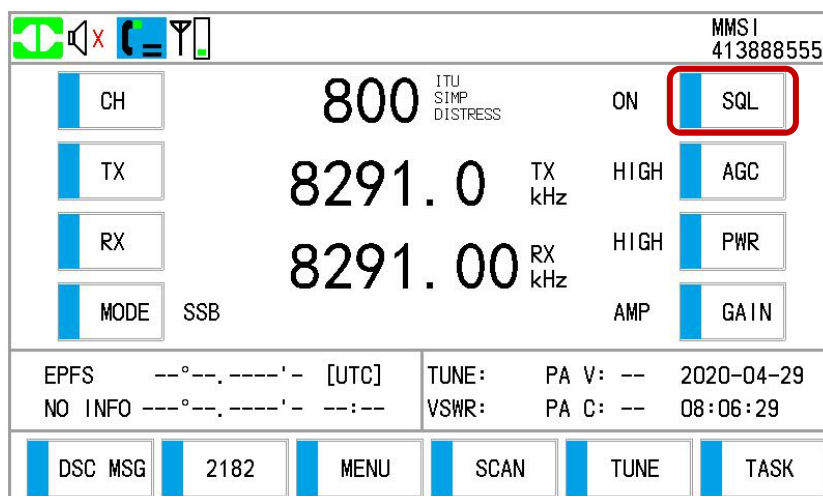 MMSI
413888555
CH 800 ITU SIMP DISTRESS ON SQL
TX 8291.0 TX kHz HIGH AGC
RX 8291.00 RX kHz HIGH PWR
MODE SSB AMP GAIN
EPFS --°--.----'- [UTC] TUNE: PA V: -- 2020-04-29
NO INFO ---°--.----'- --:-- VSWR: PA C: -- 08:06:29
DSC MSG 2182 MENU SCAN TUNE TASK